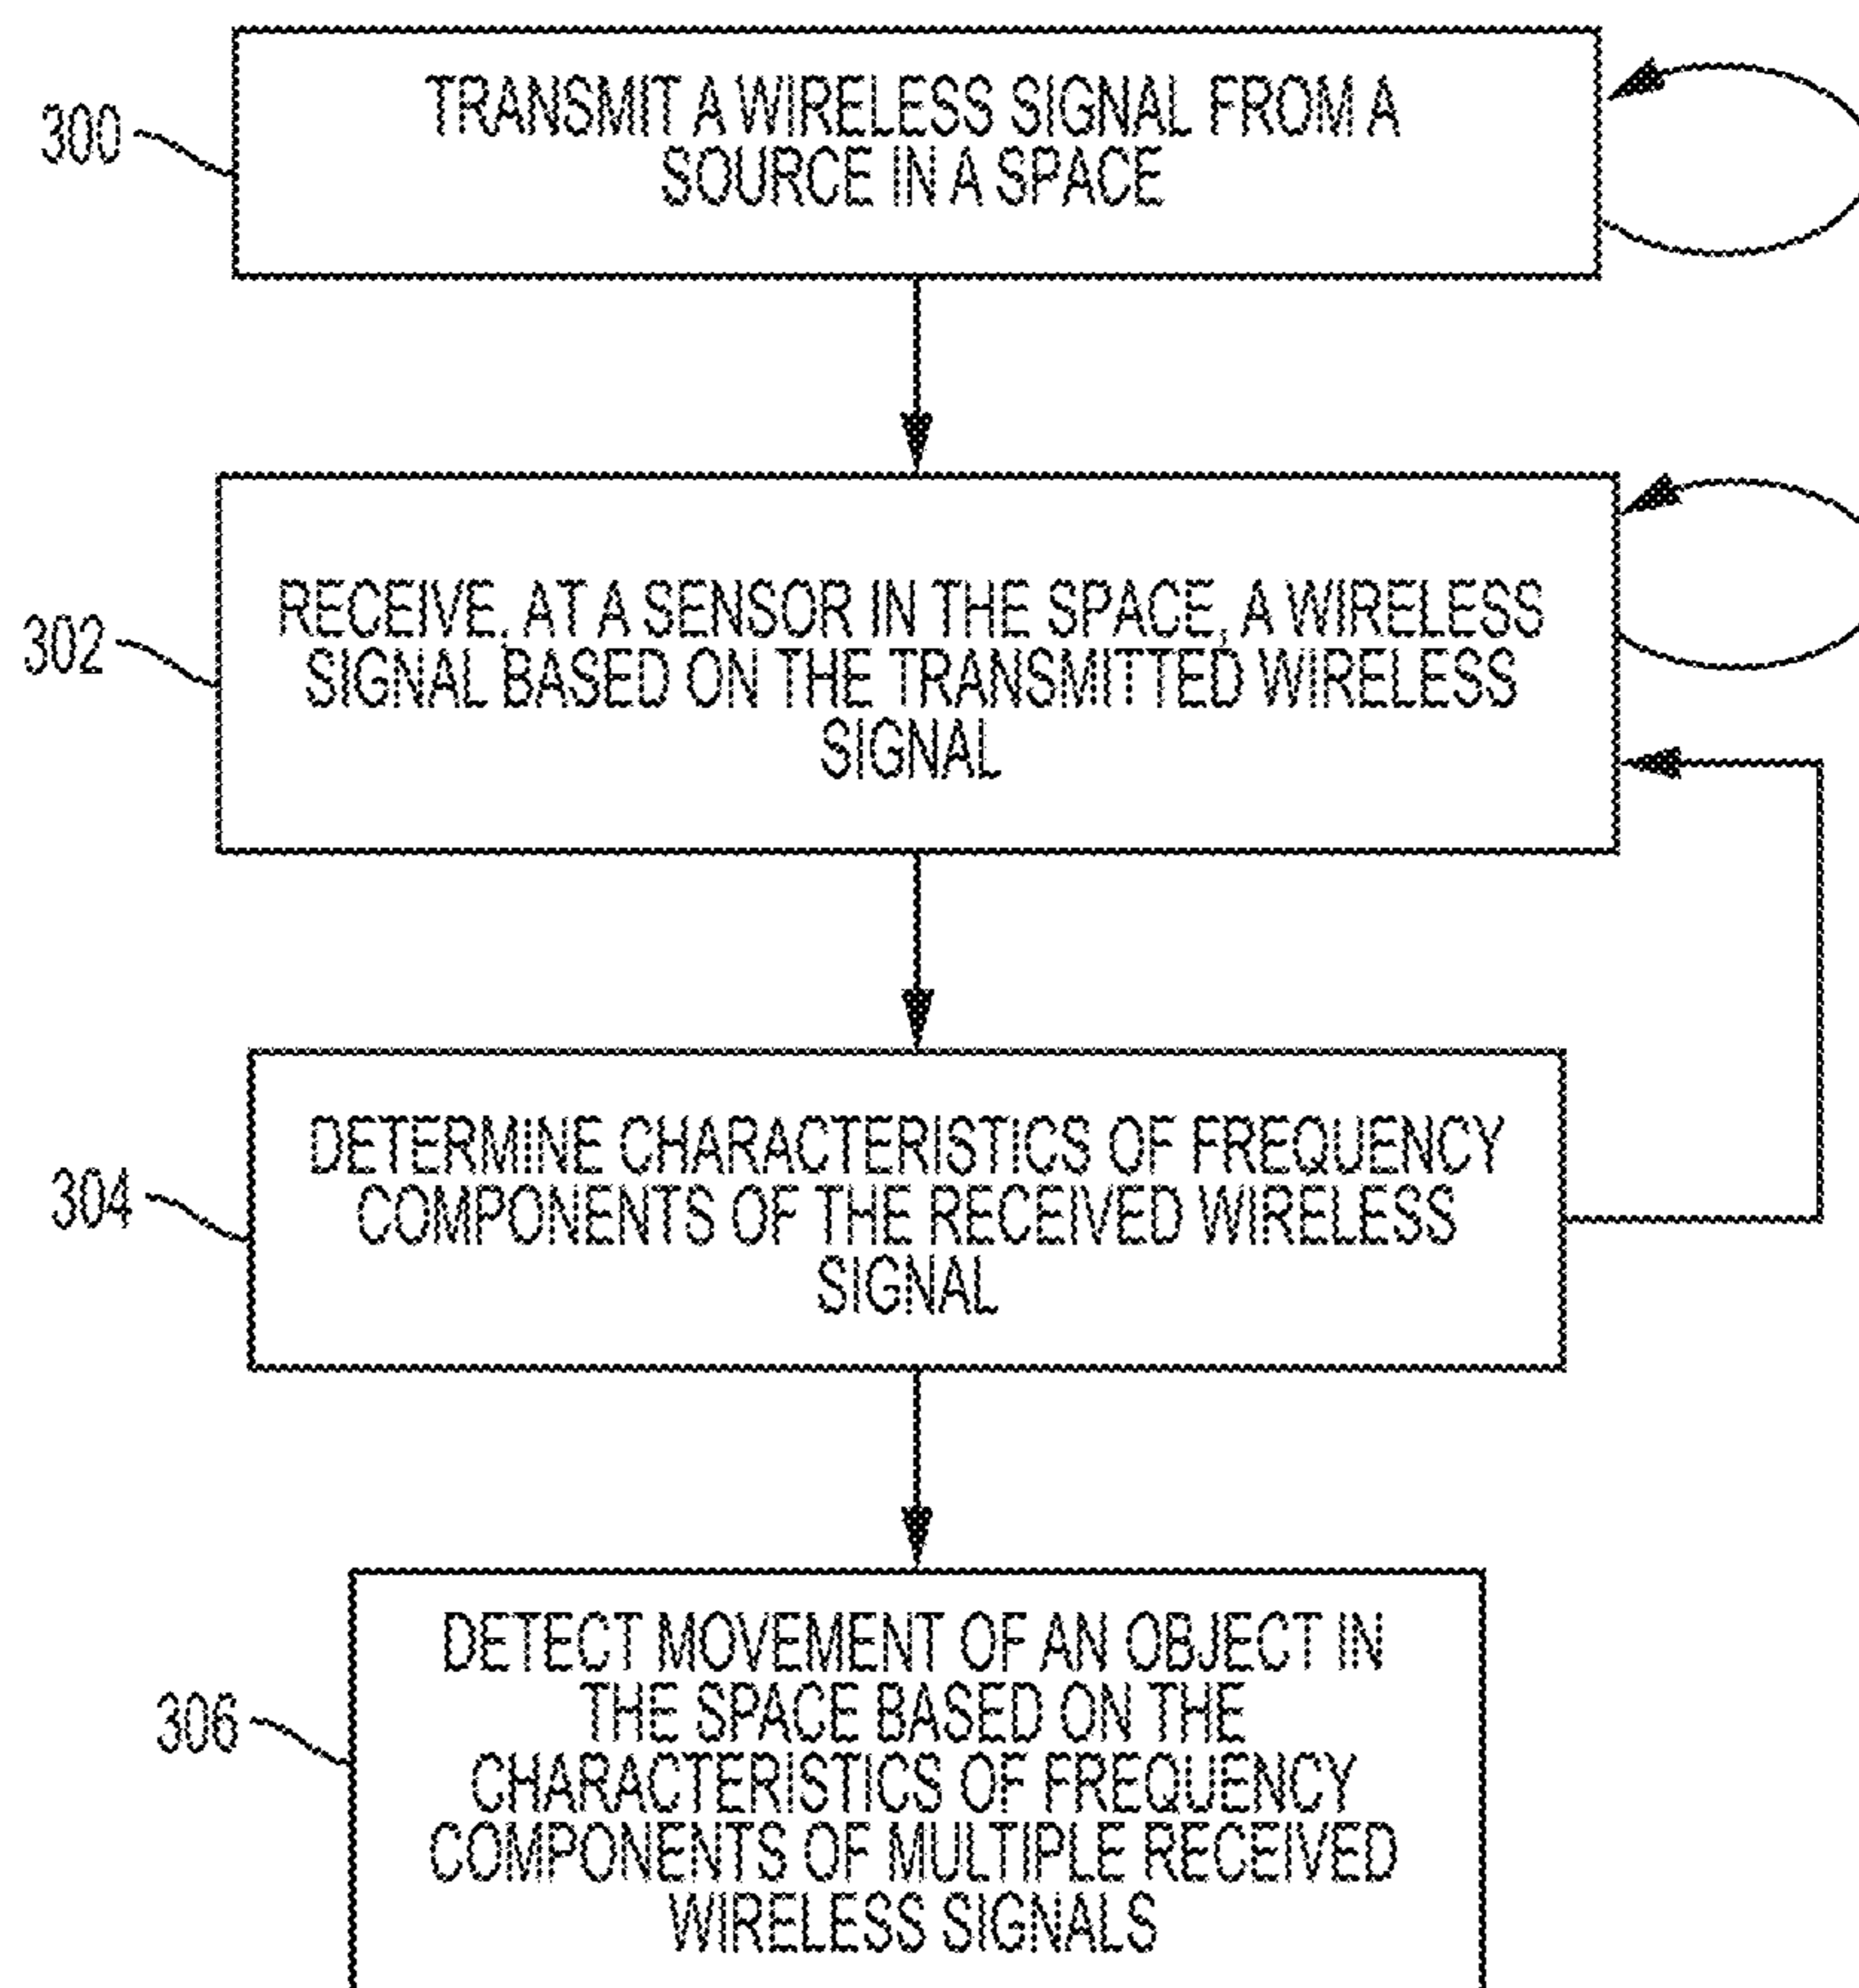 300
TRANSMIT A WIRELESS SIGNAL FROM A
SOURCE IN A SPACE
302
RECEIVE, AT A SENSOR IN THE SPACE, A WIRELESS
SIGNAL BASED ON THE TRANSMITTED WIRELESS
SIGNAL
304
DETERMINE CHARACTERISTICS OF FREQUENCY
COMPONENTS OF THE RECEIVED WIRELESS
SIGNAL
306
DETECT MOVEMENT OF AN OBJECT IN
THE SPACE BASED ON THE
CHARACTERISTICS OF FREQUENCY
COMPONENTS OF MULTIPLE RECEIVED
WIRELESS SIGNALS